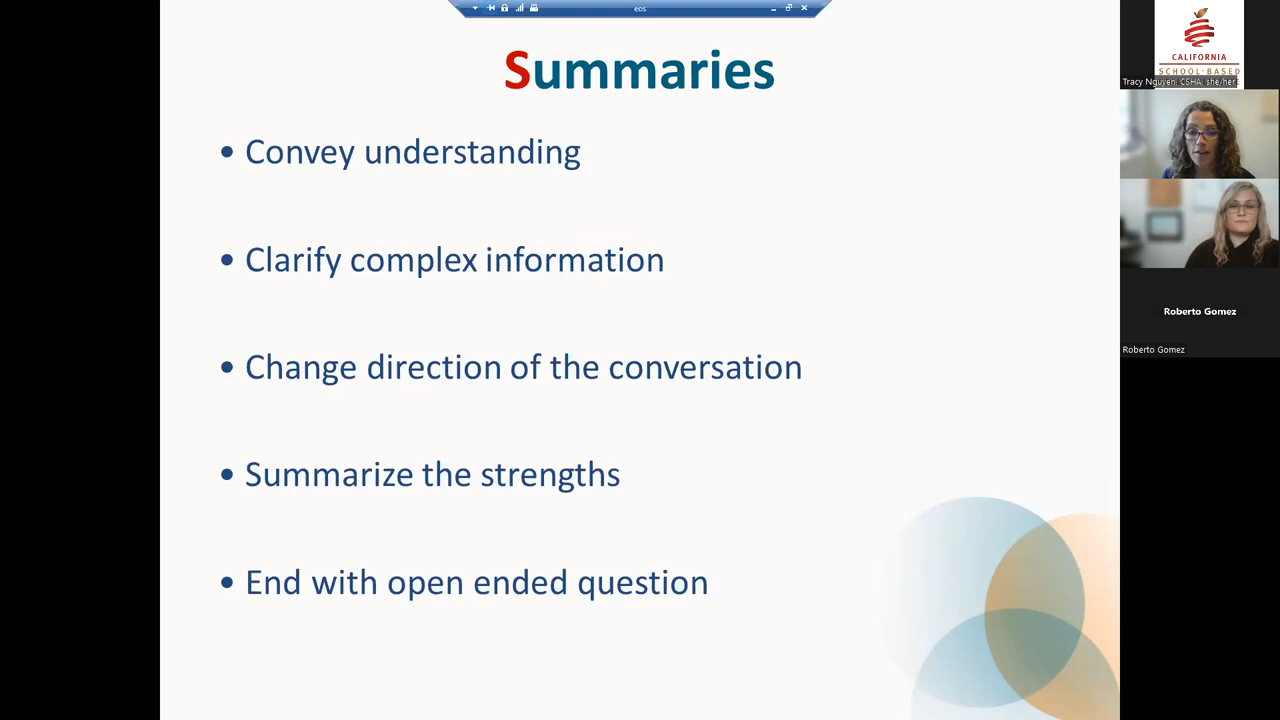 eos
Summaries
• Convey understanding
• Clarify complex information
• Change direction of the conversation
• Summarize the strengths
• End with open ended question
CALIFORNIA
SCHOOL-BASED
Tracy Nguyen, CSHA, she/her
Roberto Gomez
Roberto Gomez